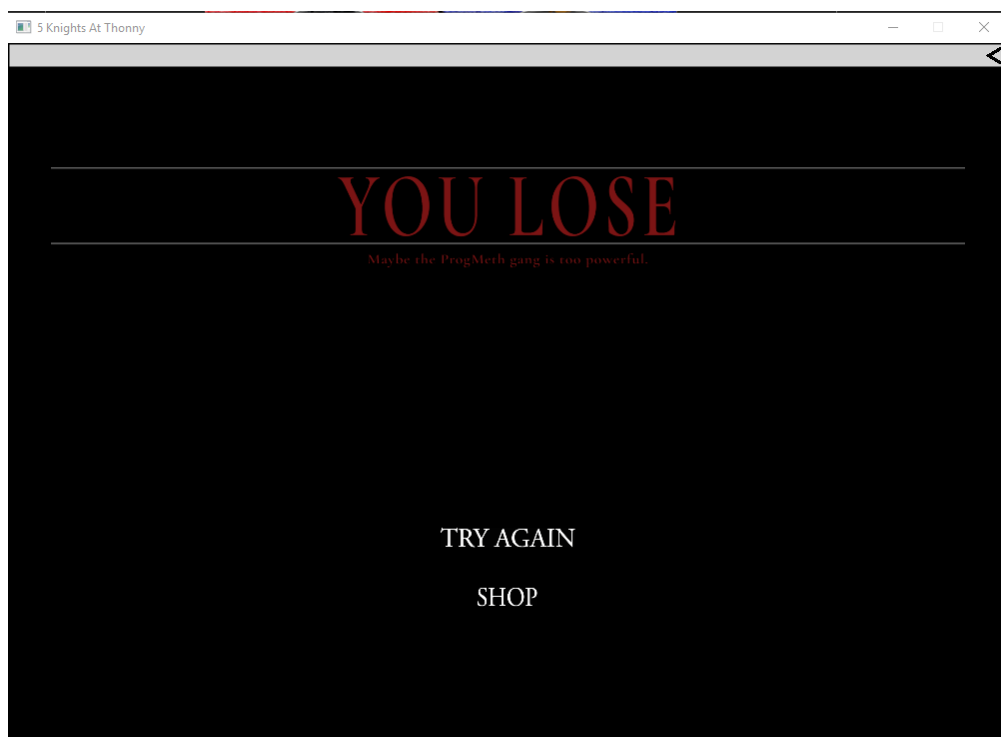 5 Knights At Thonny
YOU LOSE
Maybe the ProgMeth gang is too powerful.
TRY AGAIN
SHOP